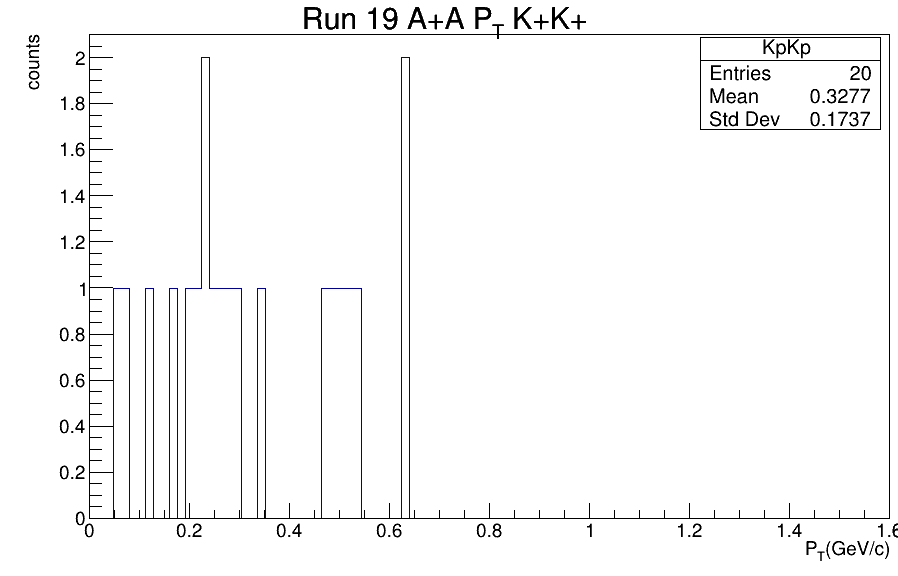 Run 19 A+A P_T K+K+
counts
KpKp
Entries 20
Mean 0.3277
Std Dev 0.1737
2
1.8
1.6
1.4
1.2
1
0.8
0.6
0.4
0.2
0
0 0.2 0.4 0.6 0.8 1 1.2 1.4 1.6
P_T(GeV/c)